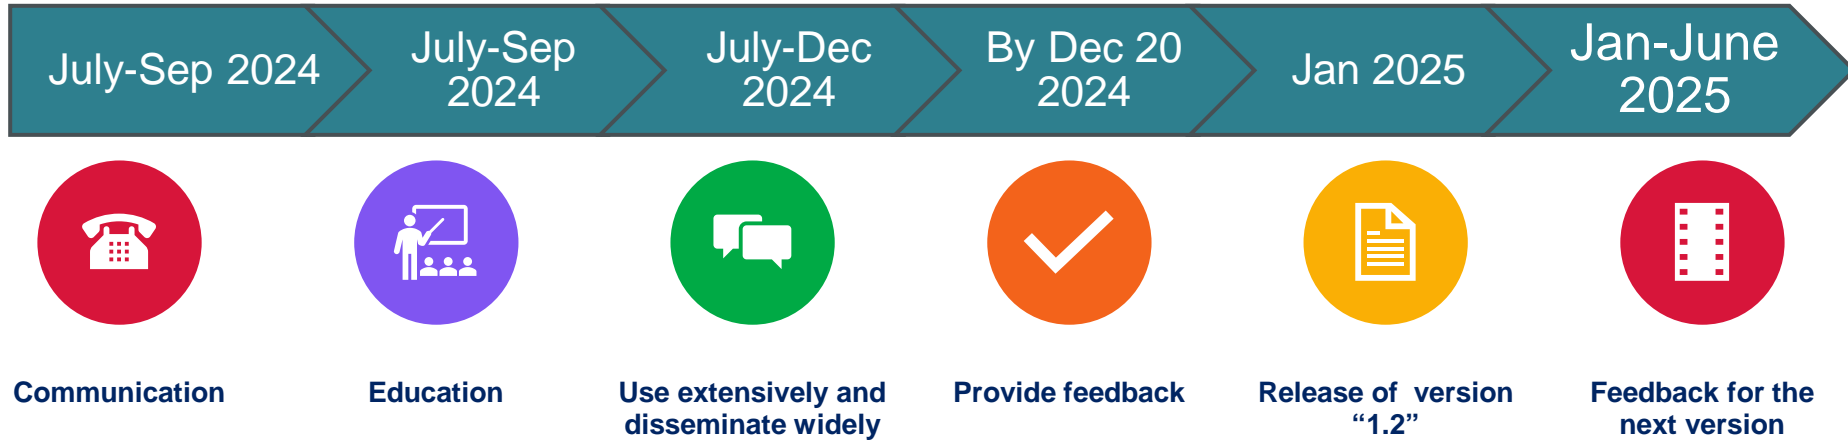 July-Sep 2024
July-Sep
2024
July-Dec
2024
By Dec 20
2024
Jan 2025
Jan-June
2025
Communication
Education
Use extensively and
disseminate widely
Provide feedback
Release of version
“1.2”
Feedback for the
next version